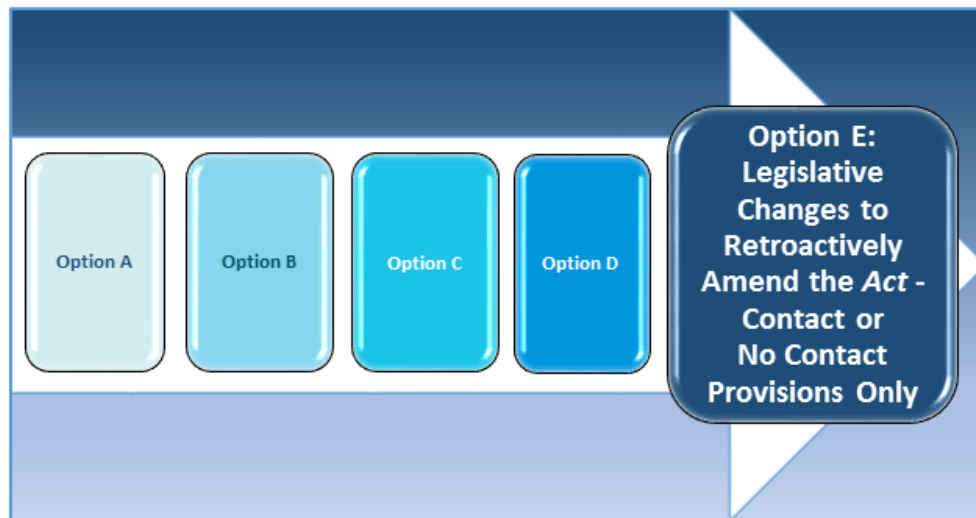 Option A
Option B
Option C
Option D
Option E:
Legislative
Changes to
Retroactively
Amend the Act -
Contact or
No Contact
Provisions Only